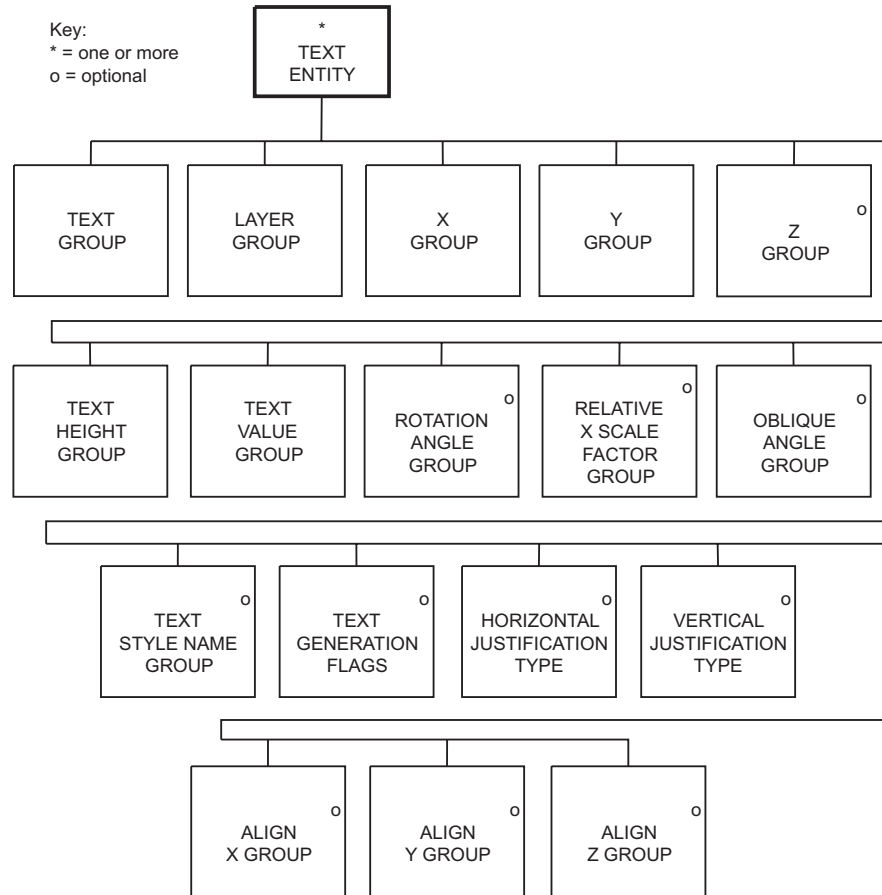 Key:
* = one or more
o = optional
*
TEXT
ENTITY
TEXT
GROUP
LAYER
GROUP
X
GROUP
Y
GROUP
o
Z
GROUP
TEXT
HEIGHT
GROUP
TEXT
VALUE
GROUP
o
ROTATION
ANGLE
GROUP
o
RELATIVE
X SCALE
FACTOR
GROUP
o
OBLIQUE
ANGLE
GROUP
o
TEXT
STYLE NAME
GROUP
o
TEXT
GENERATION
FLAGS
o
HORIZONTAL
JUSTIFICATION
TYPE
o
VERTICAL
JUSTIFICATION
TYPE
o
ALIGN
X GROUP
o
ALIGN
Y GROUP
o
ALIGN
Z GROUP